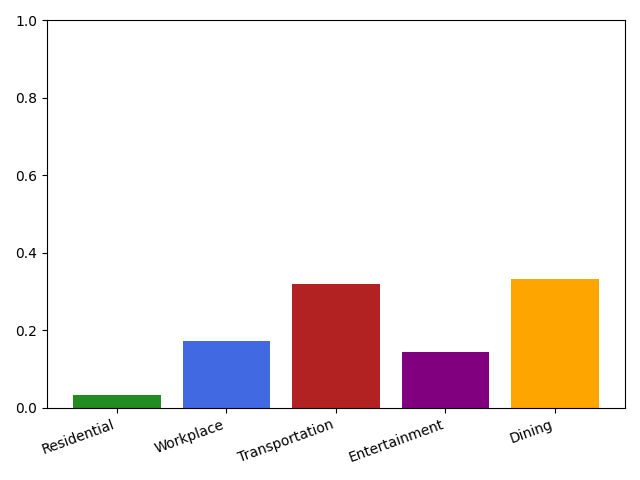 1.0
0.8
0.6
0.4
0.2
0.0
Residential
Workplace
Transportation
Entertainment
Dining